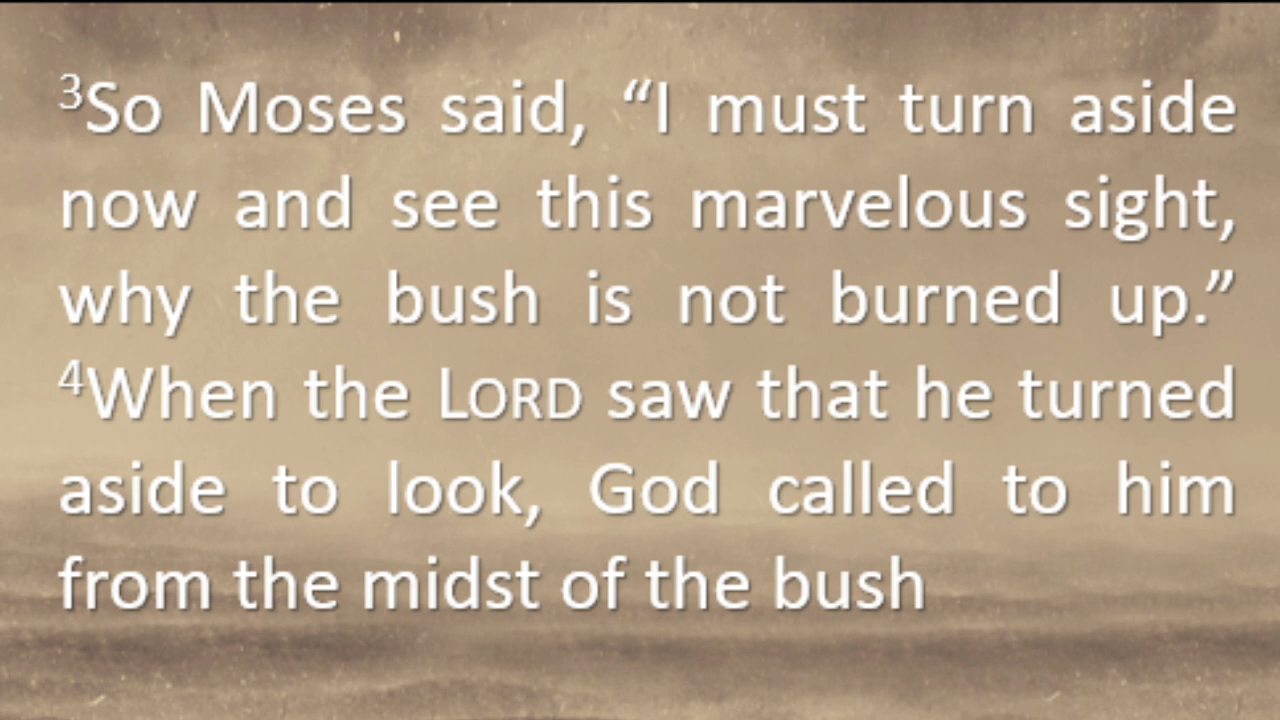 ³So Moses said, “I must turn aside
now and see this marvelous sight,
why the bush is not burned up.”
⁴When the LORD saw that he turned
aside to look, God called to him
from the midst of the bush